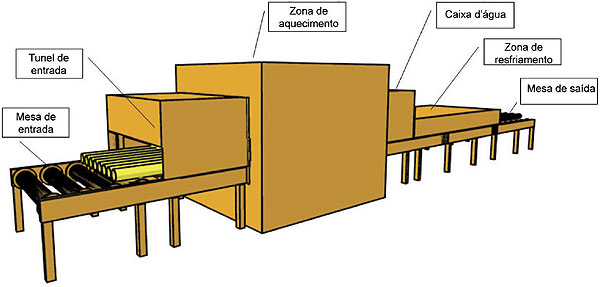 Zona de
aquecimento
Caixa d'água
Zona de
resfriamento
Tunel de
entrada
Mesa de saída
Mesa de
entrada